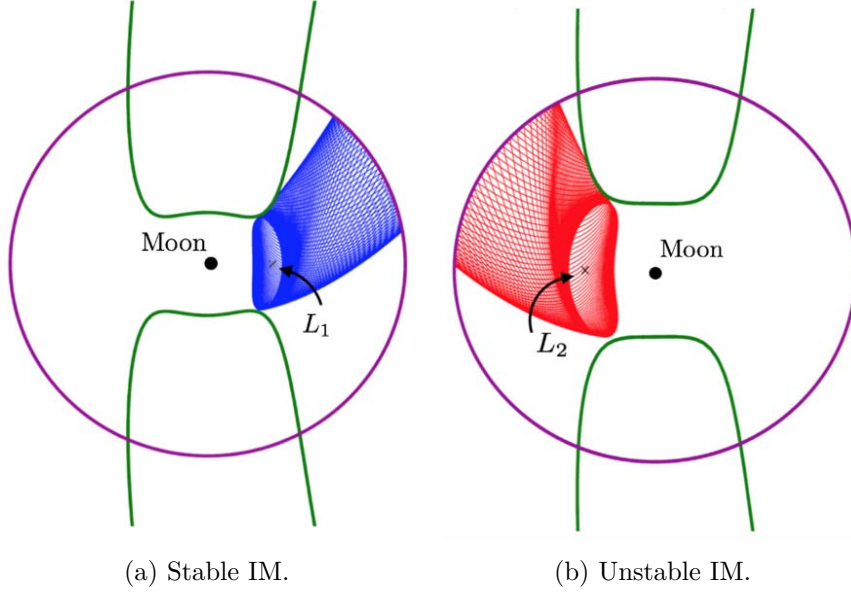 Moon
L₁
Moon
L₂
(a) Stable IM.
(b) Unstable IM.